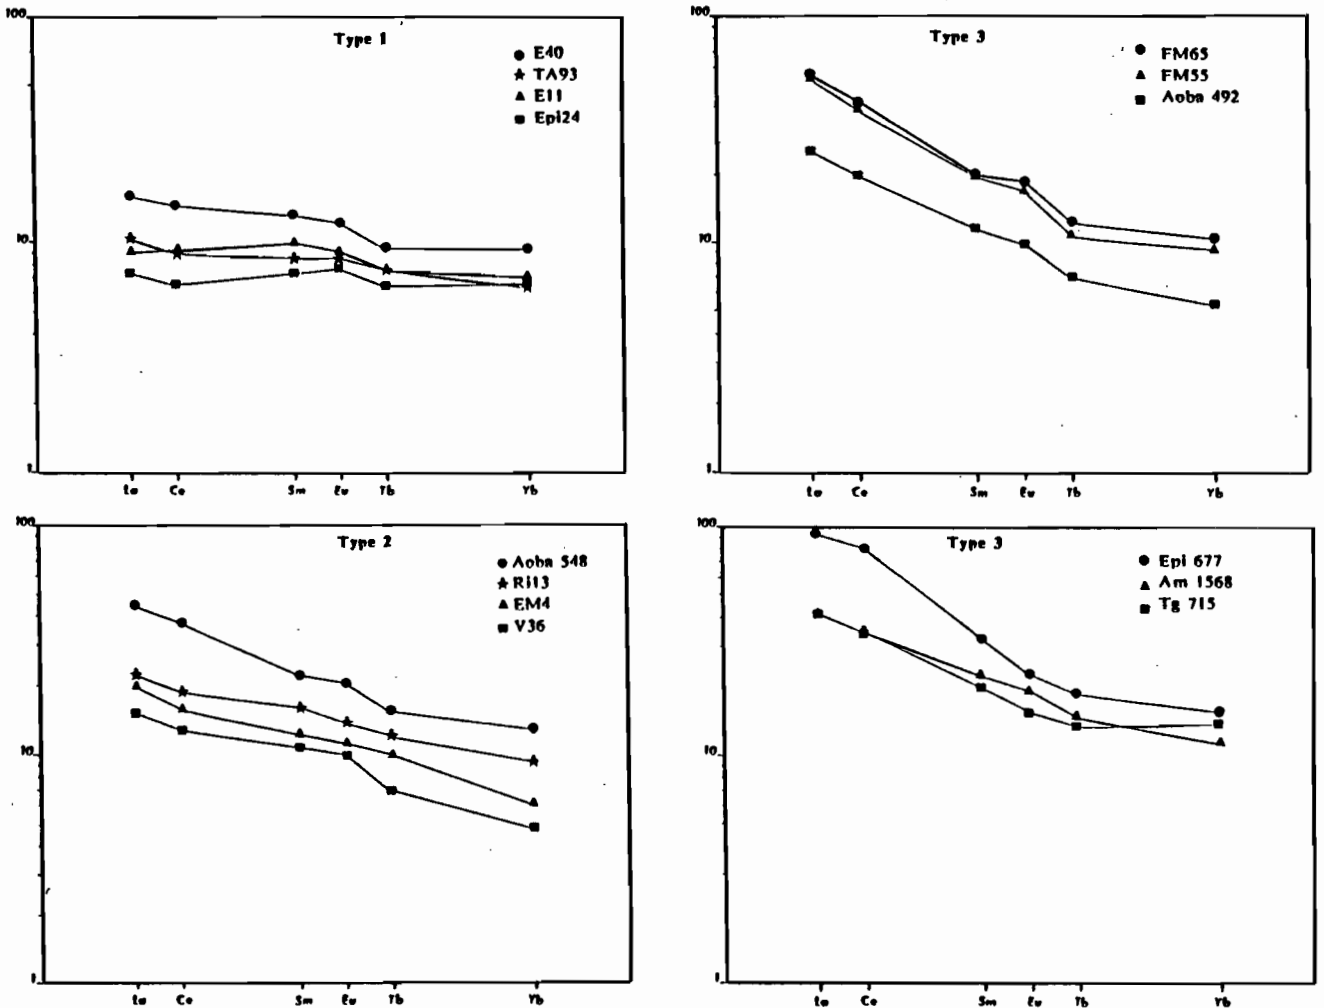 100
Type 1
E40
TA93
E11
Epi24
10
1
La Ce Sm Eu Tb Yb
100
Type 3
FM65
FM55
Aoba 492
10
1
La Ce Sm Eu Tb Yb
100
Type 2
Aoba 548
Ri13
EM4
V36
10
1
La Ce Sm Eu Tb Yb
100
Type 3
Epi 677
Am 1568
Tg 715
10
1
La Ce Sm Eu Tb Yb